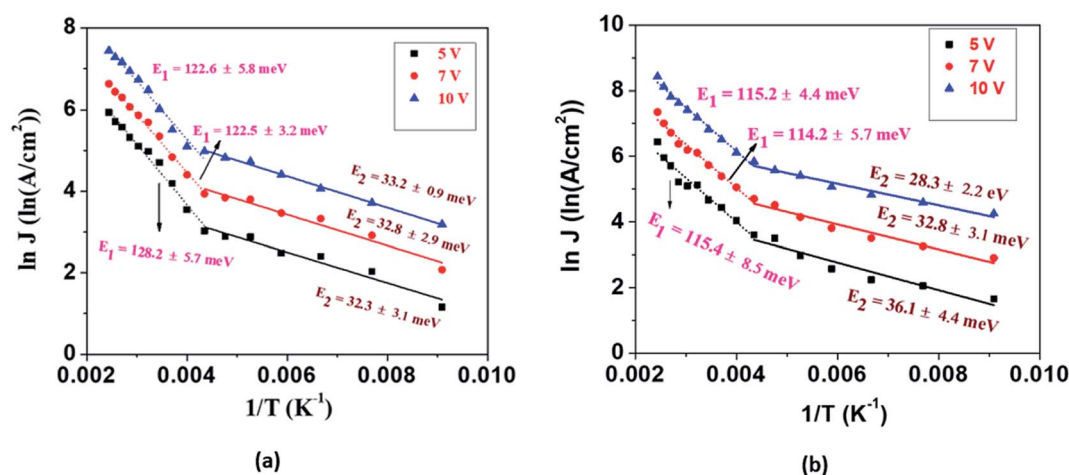 8
6
4
2
0
ln J (ln(A/cm²))
5 V
7 V
10 V
E₁ = 122.6 ± 5.8 meV
E₁ = 122.5 ± 3.2 meV
E₂ = 33.2 ± 0.9 meV
E₂ = 32.8 ± 2.9 meV
E₁ = 128.2 ± 5.7 meV
E₂ = 32.3 ± 3.1 meV
0.002
0.004
0.006
0.008
0.010
1/T (K⁻¹)
(a)
10
8
6
4
2
0
ln J (ln(A/cm²))
5 V
7 V
10 V
E₁ = 115.2 ± 4.4 meV
E₁ = 114.2 ± 5.7 meV
E₂ = 28.3 ± 2.2 eV
E₂ = 32.8 ± 3.1 meV
E₁ = 115.4 ± 8.5 meV
E₂ = 36.1 ± 4.4 meV
0.002
0.004
0.006
0.008
0.010
1/T (K⁻¹)
(b)